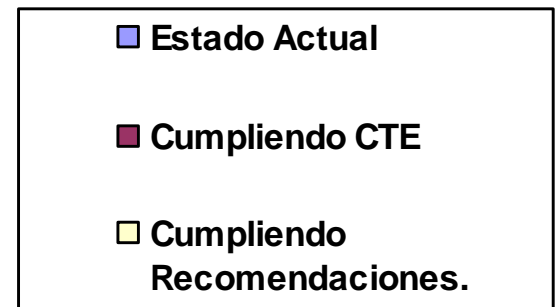 Estado Actual
Cumpliendo CTE
Cumpliendo
Recomendaciones.